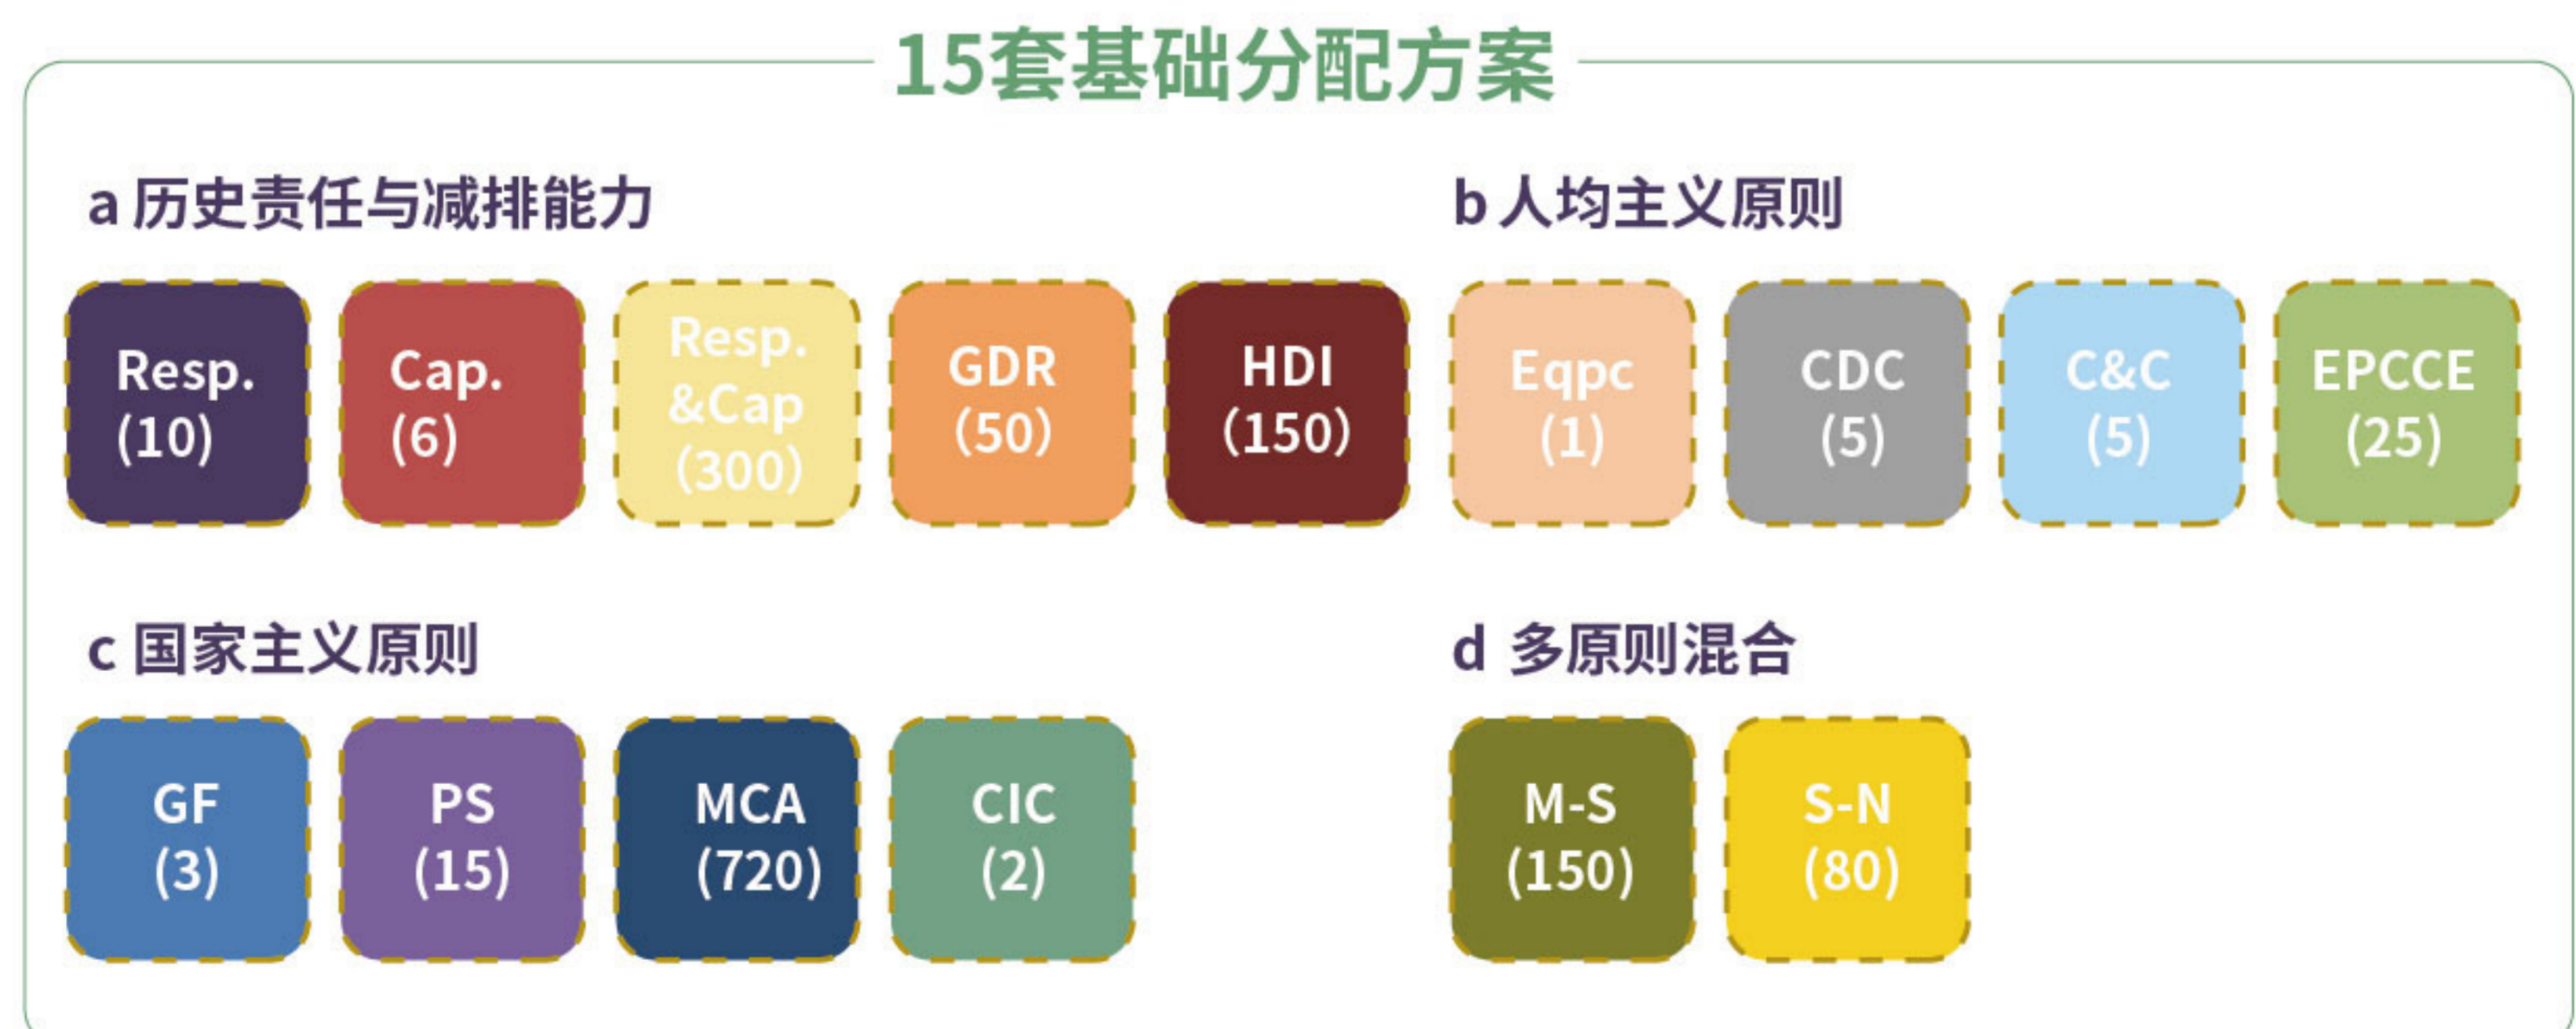 15套基础分配方案
a 历史责任与减排能力
Resp.
(10)
Cap.
(6)
Resp.
&Cap
（300）
GDR
（50）
HDI
（150）
b 人均主义原则
Eqpc
(1)
CDC
(5)
C&C
(5)
EPCCE
(25)
c 国家主义原则
GF
(3)
PS
(15)
MCA
(720)
CIC
(2)
d 多原则混合
M-S
(150)
S-N
(80)